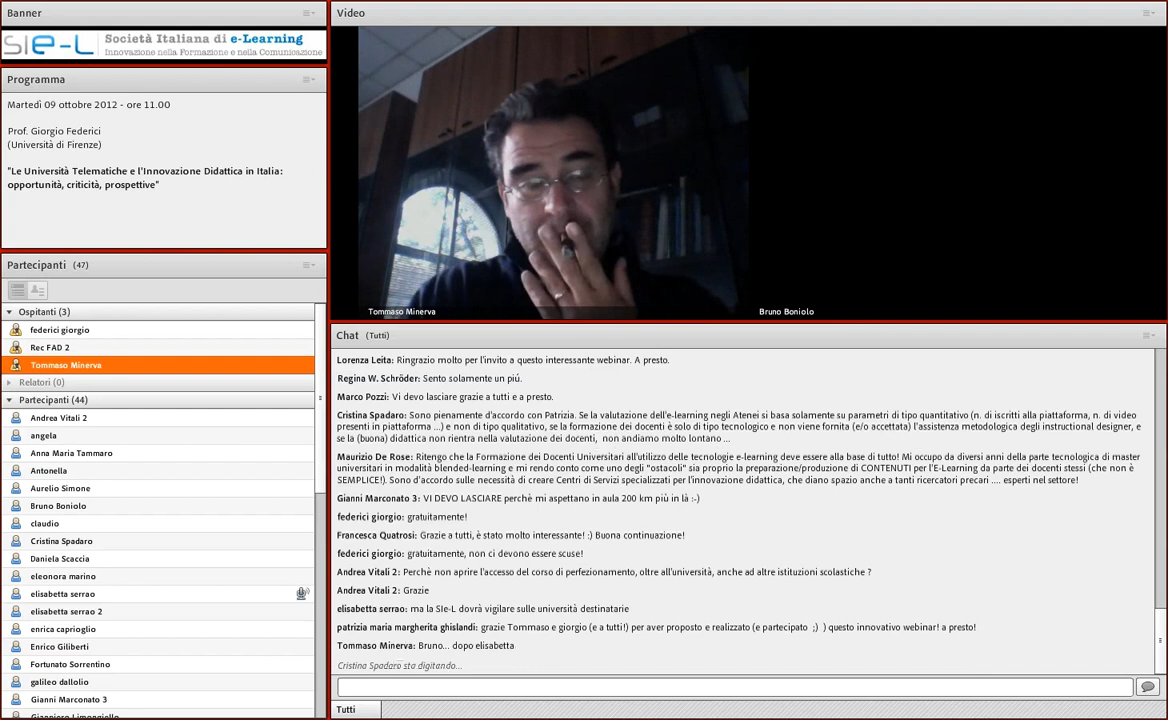 Banner
SIe-L Società Italiana di e-Learning
Innovazione nella Formazione e nella Comunicazione
Programma
Martedì 09 ottobre 2012 - ore 11.00
Prof. Giorgio Federici
(Università di Firenze)
"Le Università Telematiche e l'Innovazione Didattica in Italia:
opportunità, criticità, prospettive"
Partecipanti (47)
Ospitanti (3)
federici giorgio
Rec FAD 2
Tommaso Minerva
Relatori (0)
Partecipanti (44)
Andrea Vitali 2
angela
Anna Maria Tammaro
Antonella
Aurelio Simone
Bruno Boniolo
claudio
Cristina Spadaro
Daniela Scaccia
eleonora marino
elisabetta serrao
elisabetta serrao 2
enrica caprioglio
Enrico Giliberti
Fortunato Sorrentino
galileo dallolio
Gianni Marconato 3
Gianpiero Limongiello
Video
Tommaso Minerva
Bruno Boniolo
Chat (Tutti)
Lorenza Leita: Ringrazio molto per l'invito a questo interessante webinar. A presto.
Regina W. Schröder: Sento solamente un piú.
Marco Pozzi: Vi devo lasciare grazie a tutti e a presto.
Cristina Spadaro: Sono pienamente d'accordo con Patrizia. Se la valutazione dell'e-learning negli Atenei si basa solamente su parametri di tipo quantitativo (n. di iscritti alla piattaforma, n. di video
presenti in piattaforma ...) e non di tipo qualitativo, se la formazione dei docenti è solo di tipo tecnologico e non viene fornita (e/o accettata) l'assistenza metodologica degli instructional designer, e
se la (buona) didattica non rientra nella valutazione dei docenti, non andiamo molto lontano ...
Maurizio De Rose: Ritengo che la Formazione dei Docenti Universitari all'utilizzo delle tecnologie e-learning deve essere alla base di tutto! Mi occupo da diversi anni della parte tecnologica di master
universitari in modalità blended-learning e mi rendo conto come uno degli "ostacoli" sia proprio la preparazione/produzione di CONTENUTI per l'E-Learning da parte dei docenti stessi (che non è
SEMPLICE!). Sono d'accordo sulle necessità di creare Centri di Servizi specializzati per l'innovazione didattica, che diano spazio anche a tanti ricercatori precari .... esperti nel settore!
Gianni Marconato 3: VI DEVO LASCIARE perchè mi aspettano in aula 200 km più in là :-)
federici giorgio: gratuitamente!
Francesca Quatrosi: Grazie a tutti, è stato molto interessante! :) Buona continuazione!
federici giorgio: gratuitamente, non ci devono essere scuse!
Andrea Vitali 2: Perchè non aprire l'accesso del corso di perfezionamento, oltre all'università, anche ad altre istituzioni scolastiche ?
Andrea Vitali 2: Grazie
elisabetta serrao: ma la SIe-L dovrà vigilare sulle università destinatarie
patrizia maria margherita ghislandi: grazie Tommaso e giorgio (e a tutti!) per aver proposto e realizzato (e partecipato ;) ) questo innovativo webinar! a presto!
Tommaso Minerva: Bruno... dopo elisabetta
Cristina Spadaro sta digitando...
Tutti